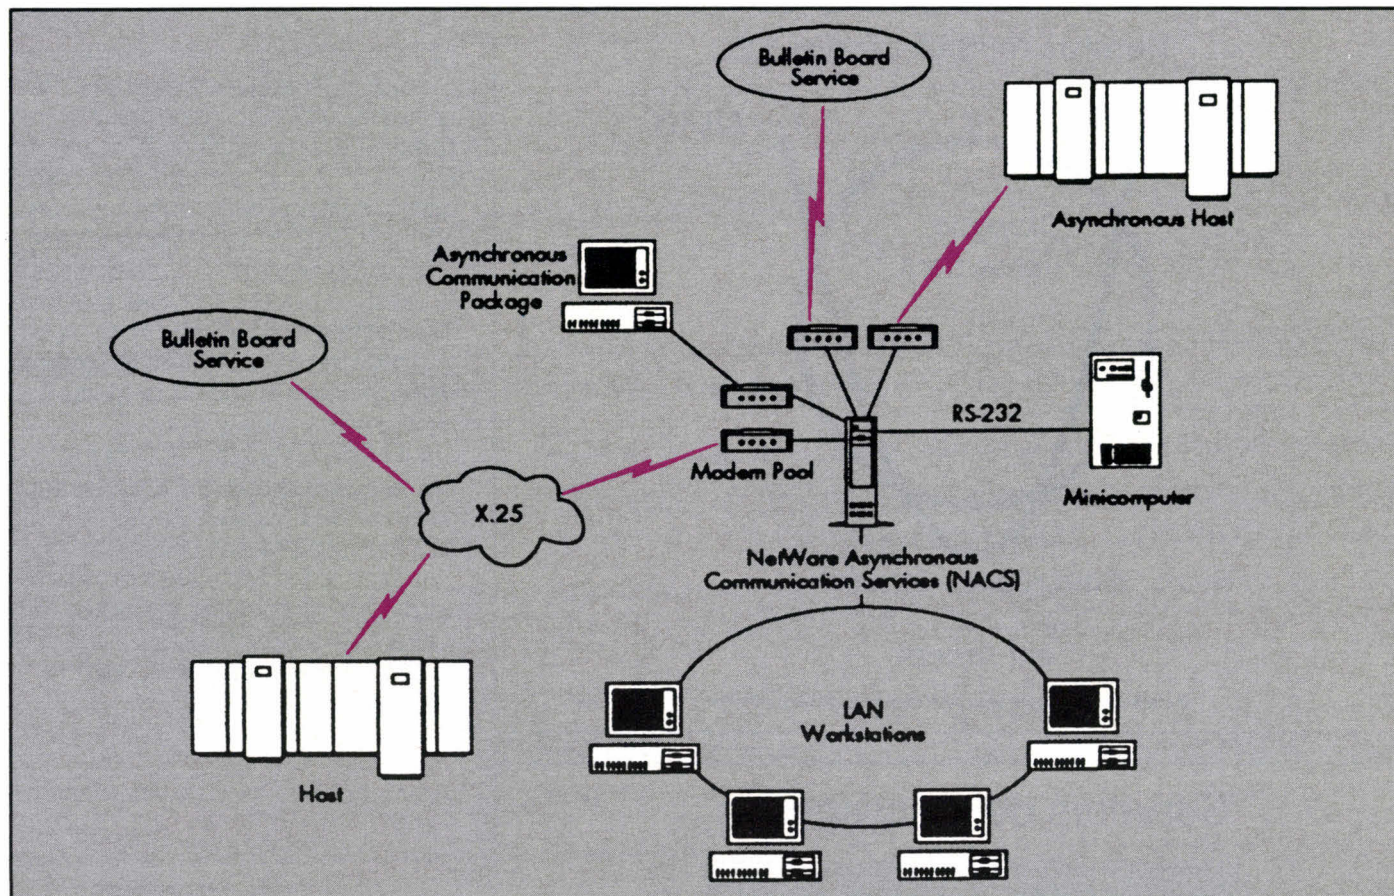 Bulletin Board
Service
Asynchronous Host
Asynchronous
Communication
Package
Bulletin Board
Service
RS-232
Modem Pool
Minicomputer
X.25
NetWare Asynchronous
Communication Services (NACS)
LAN
Workstations
Host